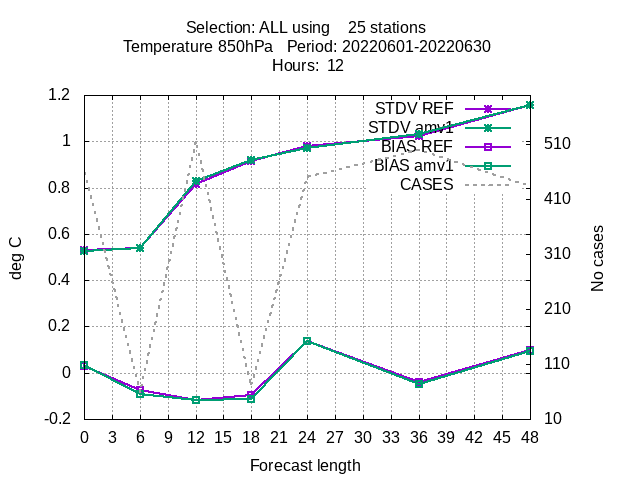 Selection: ALL using 25 stations
Temperature 850hPa Period: 20220601-20220630
Hours: 12
1.2
1
0.8
0.6
0.4
0.2
0
-0.2
deg C
STDV REF
STDV amv1
BIAS REF
BIAS amv1
CASES
510
410
310
210
110
10
No cases
0 3 6 9 12 15 18 21 24 27 30 33 36 39 42 45 48
Forecast length